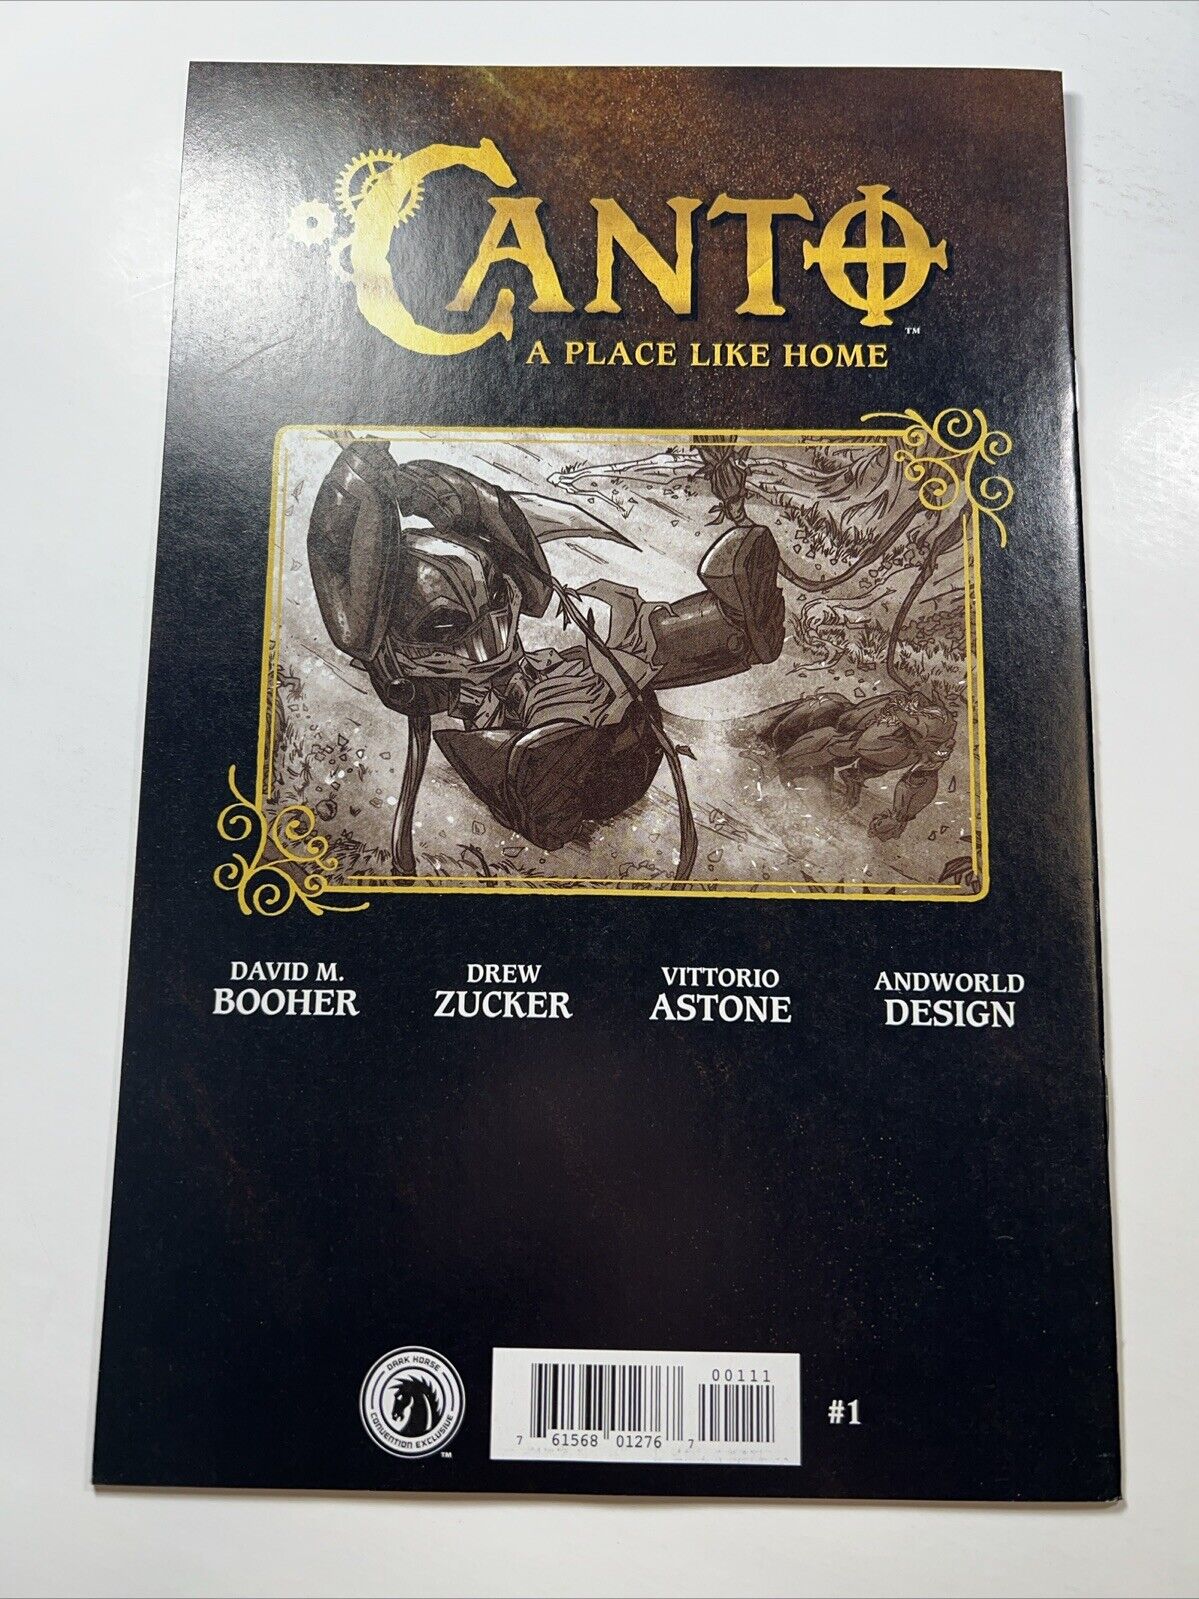 CANTO
™
A PLACE LIKE HOME
DAVID M.
BOOHER
DREW
ZUCKER
VITTORIO
ASTONE
ANDWORLD
DESIGN
DARK HORSE
CONVENTION EXCLUSIVE
TM
00111
7 61568 01276 7
#1